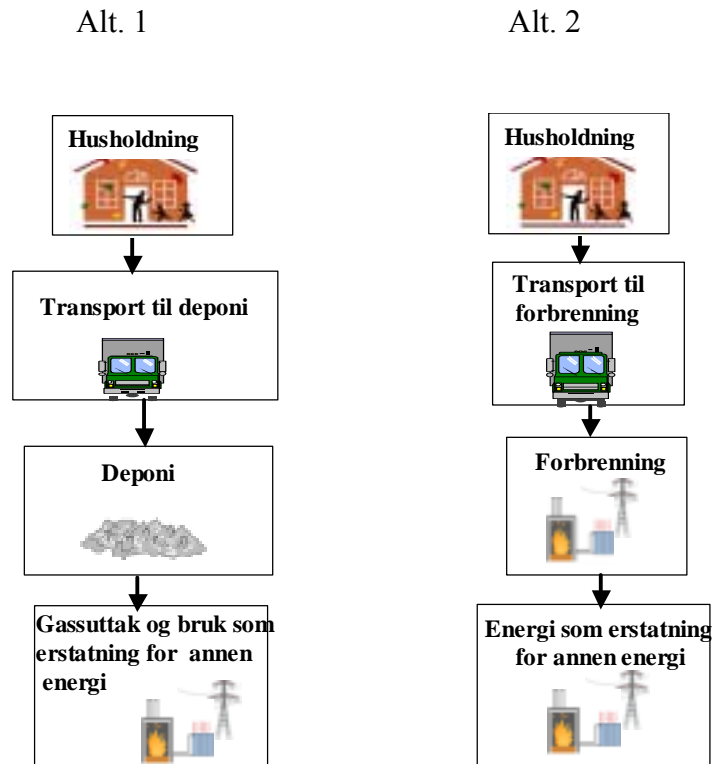 Alt. 1
Husholdning
Transport til deponi
Deponi
Gassuttak og bruk som
erstatning for annen
energi
Alt. 2
Husholdning
Transport til
forbrenning
Forbrenning
Energi som erstatning
for annen energi